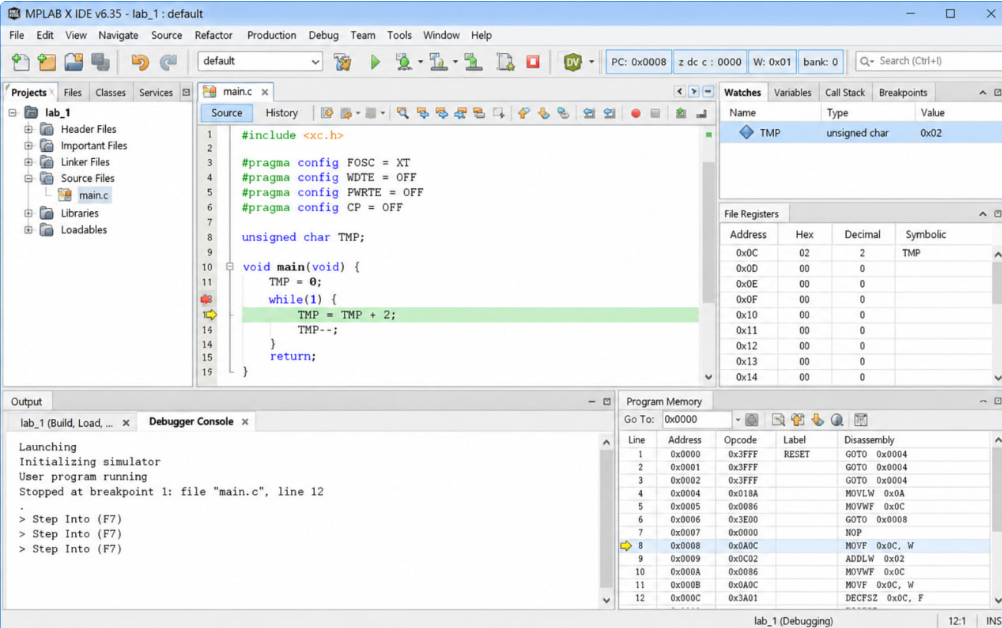 MPLAB X IDE v6.35 - lab_1 : default
File Edit View Navigate Source Refactor Production Debug Team Tools Window Help
default
DV
PC: 0x0008 z dc c : 0000 W: 0x01 bank: 0
Search (Ctrl+I)
Projects Files Classes Services
lab_1
Header Files
Important Files
Linker Files
Source Files
main.c
Libraries
Loadables
main.c
Source History
1 #include <xc.h>
2
3 #pragma config FOSC = XT
4 #pragma config WDTE = OFF
5 #pragma config PWRTE = OFF
6 #pragma config CP = OFF
7
8 unsigned char TMP;
9
10 void main(void) {
11 TMP = 0;
while(1) {
TMP = TMP + 2;
14 TMP--;
14 }
15 return;
19 }
Watches Variables Call Stack Breakpoints
Name Type Value
TMP unsigned char 0x02
File Registers
Address Hex Decimal Symbolic
0x0C 02 2 TMP
0x0D 00 0
0x0E 00 0
0x0F 00 0
0x10 00 0
0x11 00 0
0x12 00 0
0x13 00 0
0x14 00 0
Output
lab_1 (Build, Load, ... x Debugger Console x
Launching
Initializing simulator
User program running
Stopped at breakpoint 1: file "main.c", line 12
.
> Step Into (F7)
> Step Into (F7)
> Step Into (F7)
Program Memory
Go To: 0x0000
Line Address Opcode Label Disassembly
1 0x0000 0x3FFF RESET GOTO 0x0004
2 0x0001 0x3FFF GOTO 0x0004
3 0x0002 0x3FFF GOTO 0x0004
4 0x0004 0x018A MOVLW 0x0A
5 0x0005 0x0086 MOVWF 0x0C
6 0x0006 0x3E00 GOTO 0x0008
7 0x0007 0x0000 NOP
8 0x0008 0x0A0C MOVF 0x0C, W
9 0x0009 0x0C02 ADDLW 0x02
10 0x000A 0x0086 MOVWF 0x0C
11 0x000B 0x0A0C MOVF 0x0C, W
12 0x000C 0x3A01 DECFSZ 0x0C, F
lab_1 (Debugging) 12:1 INS